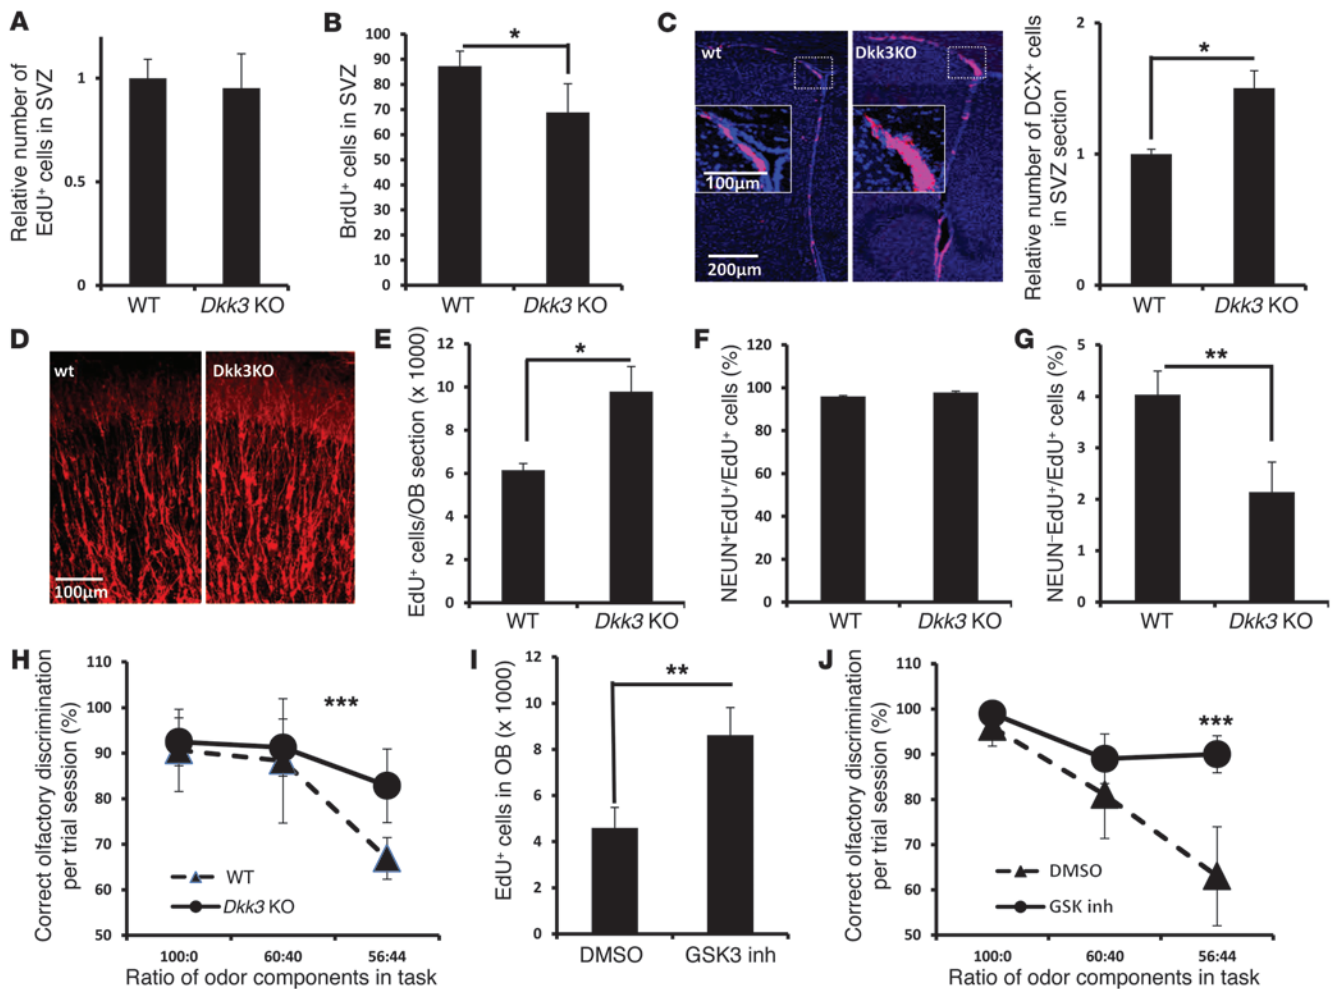 A
Relative number of
EdU⁺ cells in SVZ
1
0.5
0
WT
Dkk3 KO
B
BrdU⁺ cells in SVZ
100
90
80
70
60
50
40
30
20
10
0
*
WT
Dkk3 KO
C
wt
100µm
200µm
Dkk3KO
Relative number of DCX⁺ cells
in SVZ section
2
1
0
*
WT
Dkk3 KO
D
wt
100µm
Dkk3KO
E
EdU⁺ cells/OB section (x 1000)
12
10
8
6
4
2
0
*
WT
Dkk3 KO
F
NEUN⁺EdU⁺/EdU⁺ cells (%)
120
100
80
60
40
20
0
WT
Dkk3 KO
G
NEUN⁻EdU⁺/EdU⁺ cells (%)
5
4
3
2
1
0
**
WT
Dkk3 KO
H
Correct olfactory discrimination
per trial session (%)
110
100
90
80
70
60
50
***
WT
Dkk3 KO
100:0
60:40
56:44
Ratio of odor components in task
I
EdU⁺ cells in OB (x 1000)
12
10
8
6
4
2
0
**
DMSO
GSK3 inh
J
Correct olfactory discrimination
per trial session (%)
110
100
90
80
70
60
50
***
DMSO
GSK inh
100:0
60:40
56:44
Ratio of odor components in task